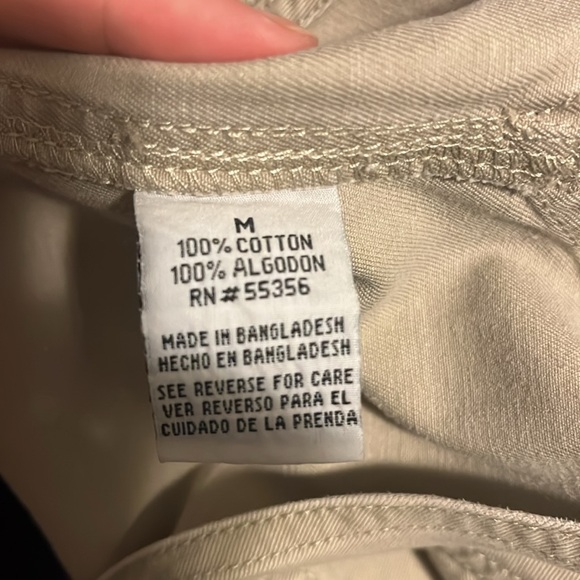 M
100% COTTON
100% ALGODON
RN # 55356
MADE IN BANGLADESH
HECHO EN BANGLADESH
SEE REVERSE FOR CARE
VER REVERSO PARA EL
CUIDADO DE LA PRENDA